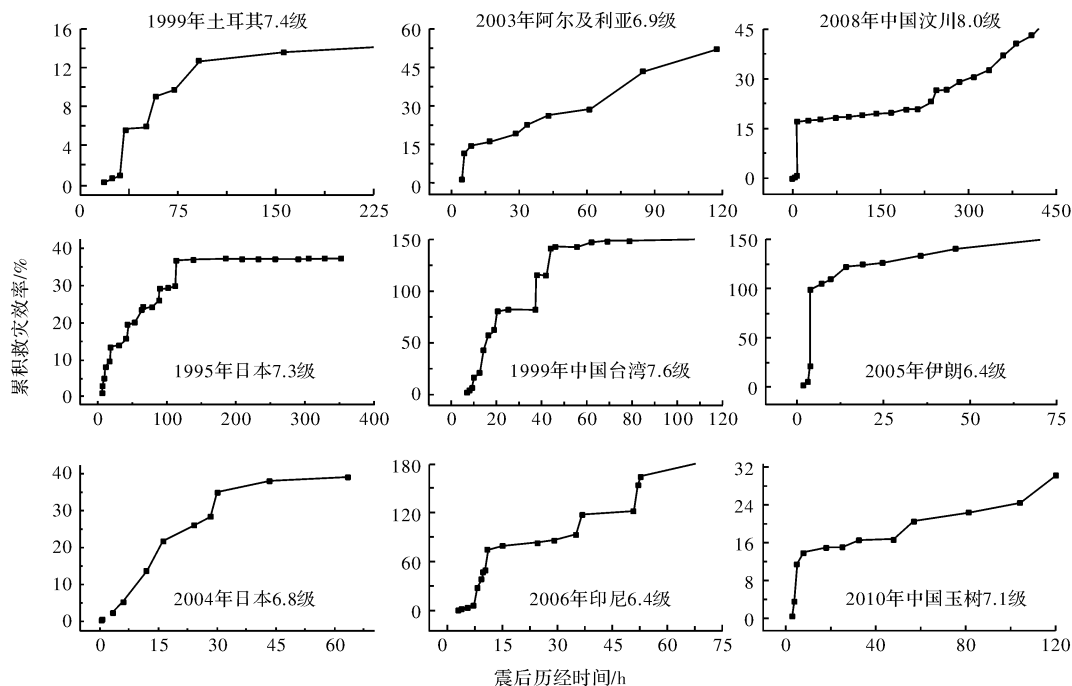 1999年土耳其7.4级
16
12
8
4
0
0 75 150 225
2003年阿尔及利亚6.9级
60
45
30
15
0
0 30 60 90 120
2008年中国汶川8.0级
45
30
15
0
0 150 300 450
累积救灾效率/%
40
30
20
10
0
1995年日本7.3级
0 100 200 300 400
150
100
50
0
1999年中国台湾7.6级
0 20 40 60 80 100 120
150
100
50
0
2005年伊朗6.4级
0 25 50 75
40
30
20
10
0
2004年日本6.8级
0 15 30 45 60
180
120
60
0
2006年印尼6.4级
0 15 30 45 60 75
32
24
16
8
0
2010年中国玉树7.1级
0 40 80 120
震后历经时间/h